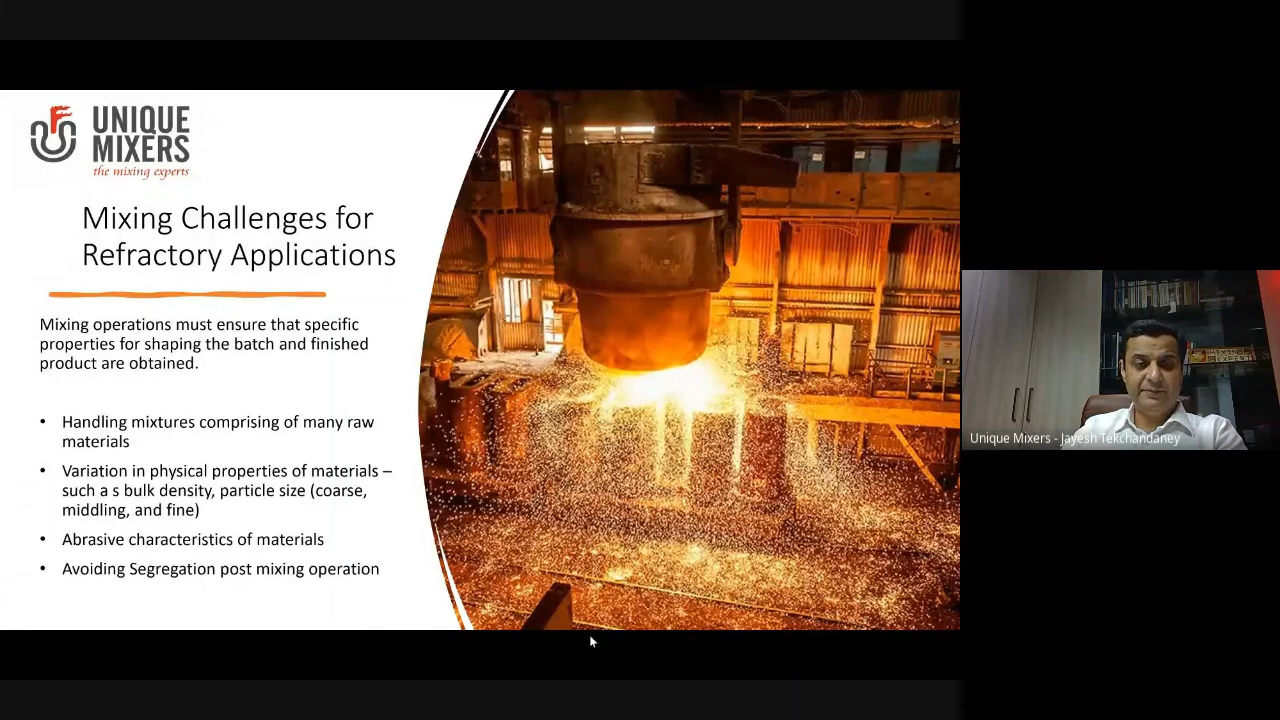 UNIQUE
MIXERS
the mixing experts
Mixing Challenges for
Refractory Applications
Mixing operations must ensure that specific
properties for shaping the batch and finished
product are obtained.
• Handling mixtures comprising of many raw
materials
• Variation in physical properties of materials –
such a s bulk density, particle size (coarse,
middling, and fine)
• Abrasive characteristics of materials
• Avoiding Segregation post mixing operation
MIXING
EXPERT
Unique Mixers - Jayesh Tekchandaney